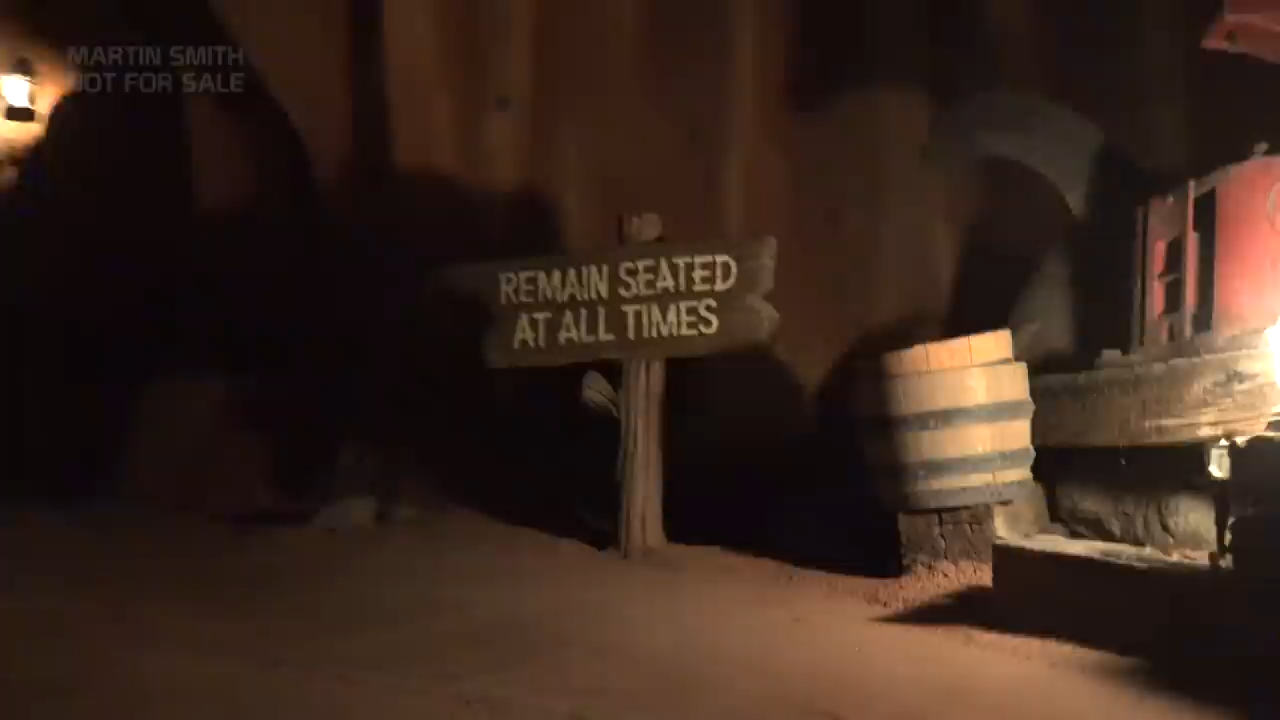 MARTIN SMITH
NOT FOR SALE
REMAIN SEATED
AT ALL TIMES